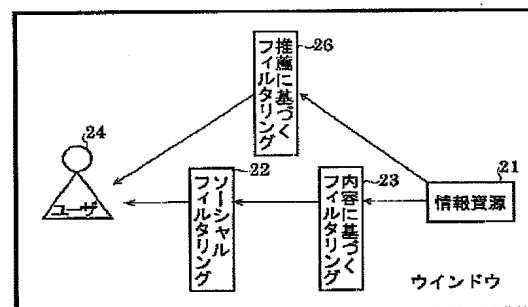 26
推薦に基づく
フィルタリング
24
ユーザ
22
ソーシャル
フィルタリング
23
内容に基づく
フィルタリング
21
情報資源
ウインドウ